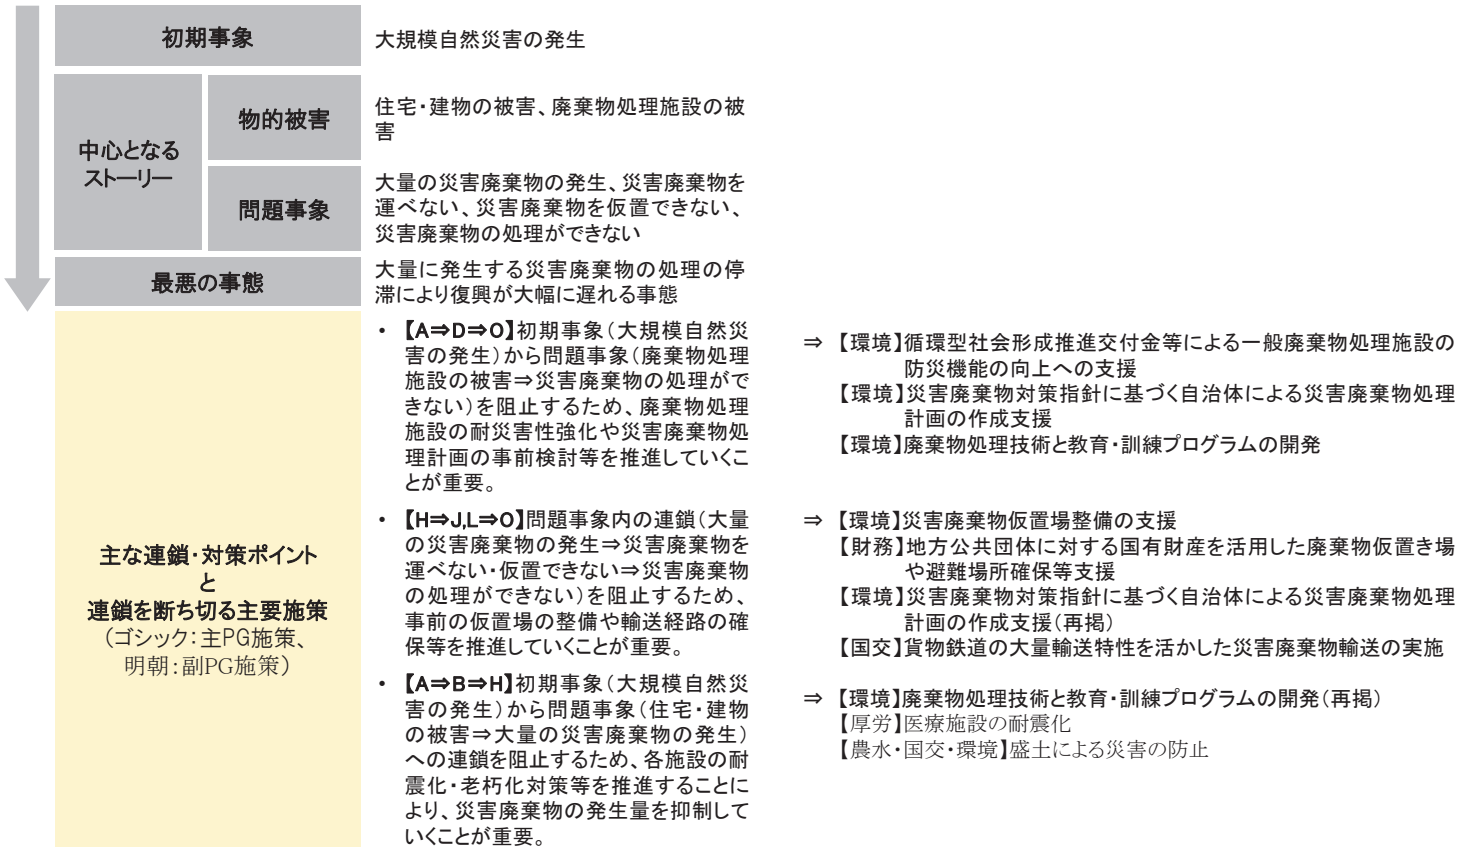 初期事象
大規模自然災害の発生
中心となる
ストーリー
物的被害
住宅・建物の被害、廃棄物処理施設の被
害
問題事象
大量の災害廃棄物の発生、災害廃棄物を
運べない、災害廃棄物を仮置できない、
災害廃棄物の処理ができない
最悪の事態
大量に発生する災害廃棄物の処理の停
滞により復興が大幅に遅れる事態
主な連鎖・対策ポイント
と
連鎖を断ち切る主要施策
（ゴシック：主PG施策、
明朝：副PG施策）
・【A⇒D⇒O】初期事象（大規模自然災
害の発生）から問題事象（廃棄物処理
施設の被害⇒災害廃棄物の処理がで
きない）を阻止するため、廃棄物処理
施設の耐災害性強化や災害廃棄物処
理計画の事前検討等を推進していくこ
とが重要。
⇒【環境】循環型社会形成推進交付金等による一般廃棄物処理施設の
防災機能の向上への支援
【環境】災害廃棄物対策指針に基づく自治体による災害廃棄物処理
計画の作成支援
【環境】廃棄物処理技術と教育・訓練プログラムの開発
・【H⇒J,L⇒O】問題事象内の連鎖（大量
の災害廃棄物の発生⇒災害廃棄物を
運べない・仮置できない⇒災害廃棄物
の処理ができない）を阻止するため、
事前の仮置場の整備や輸送経路の確
保等を推進していくことが重要。
⇒【環境】災害廃棄物仮置場整備の支援
【財務】地方公共団体に対する国有財産を活用した廃棄物仮置き場
や避難場所確保等支援
【環境】災害廃棄物対策指針に基づく自治体による災害廃棄物処理
計画の作成支援（再掲）
【国交】貨物鉄道の大量輸送特性を活かした災害廃棄物輸送の実施
・【A⇒B⇒H】初期事象（大規模自然災
害の発生）から問題事象（住宅・建物
の被害⇒大量の災害廃棄物の発生）
への連鎖を阻止するため、各施設の耐
震化・老朽化対策等を推進することに
より、災害廃棄物の発生量を抑制して
いくことが重要。
⇒【環境】廃棄物処理技術と教育・訓練プログラムの開発（再掲）
【厚労】医療施設の耐震化
【農水・国交・環境】盛土による災害の防止